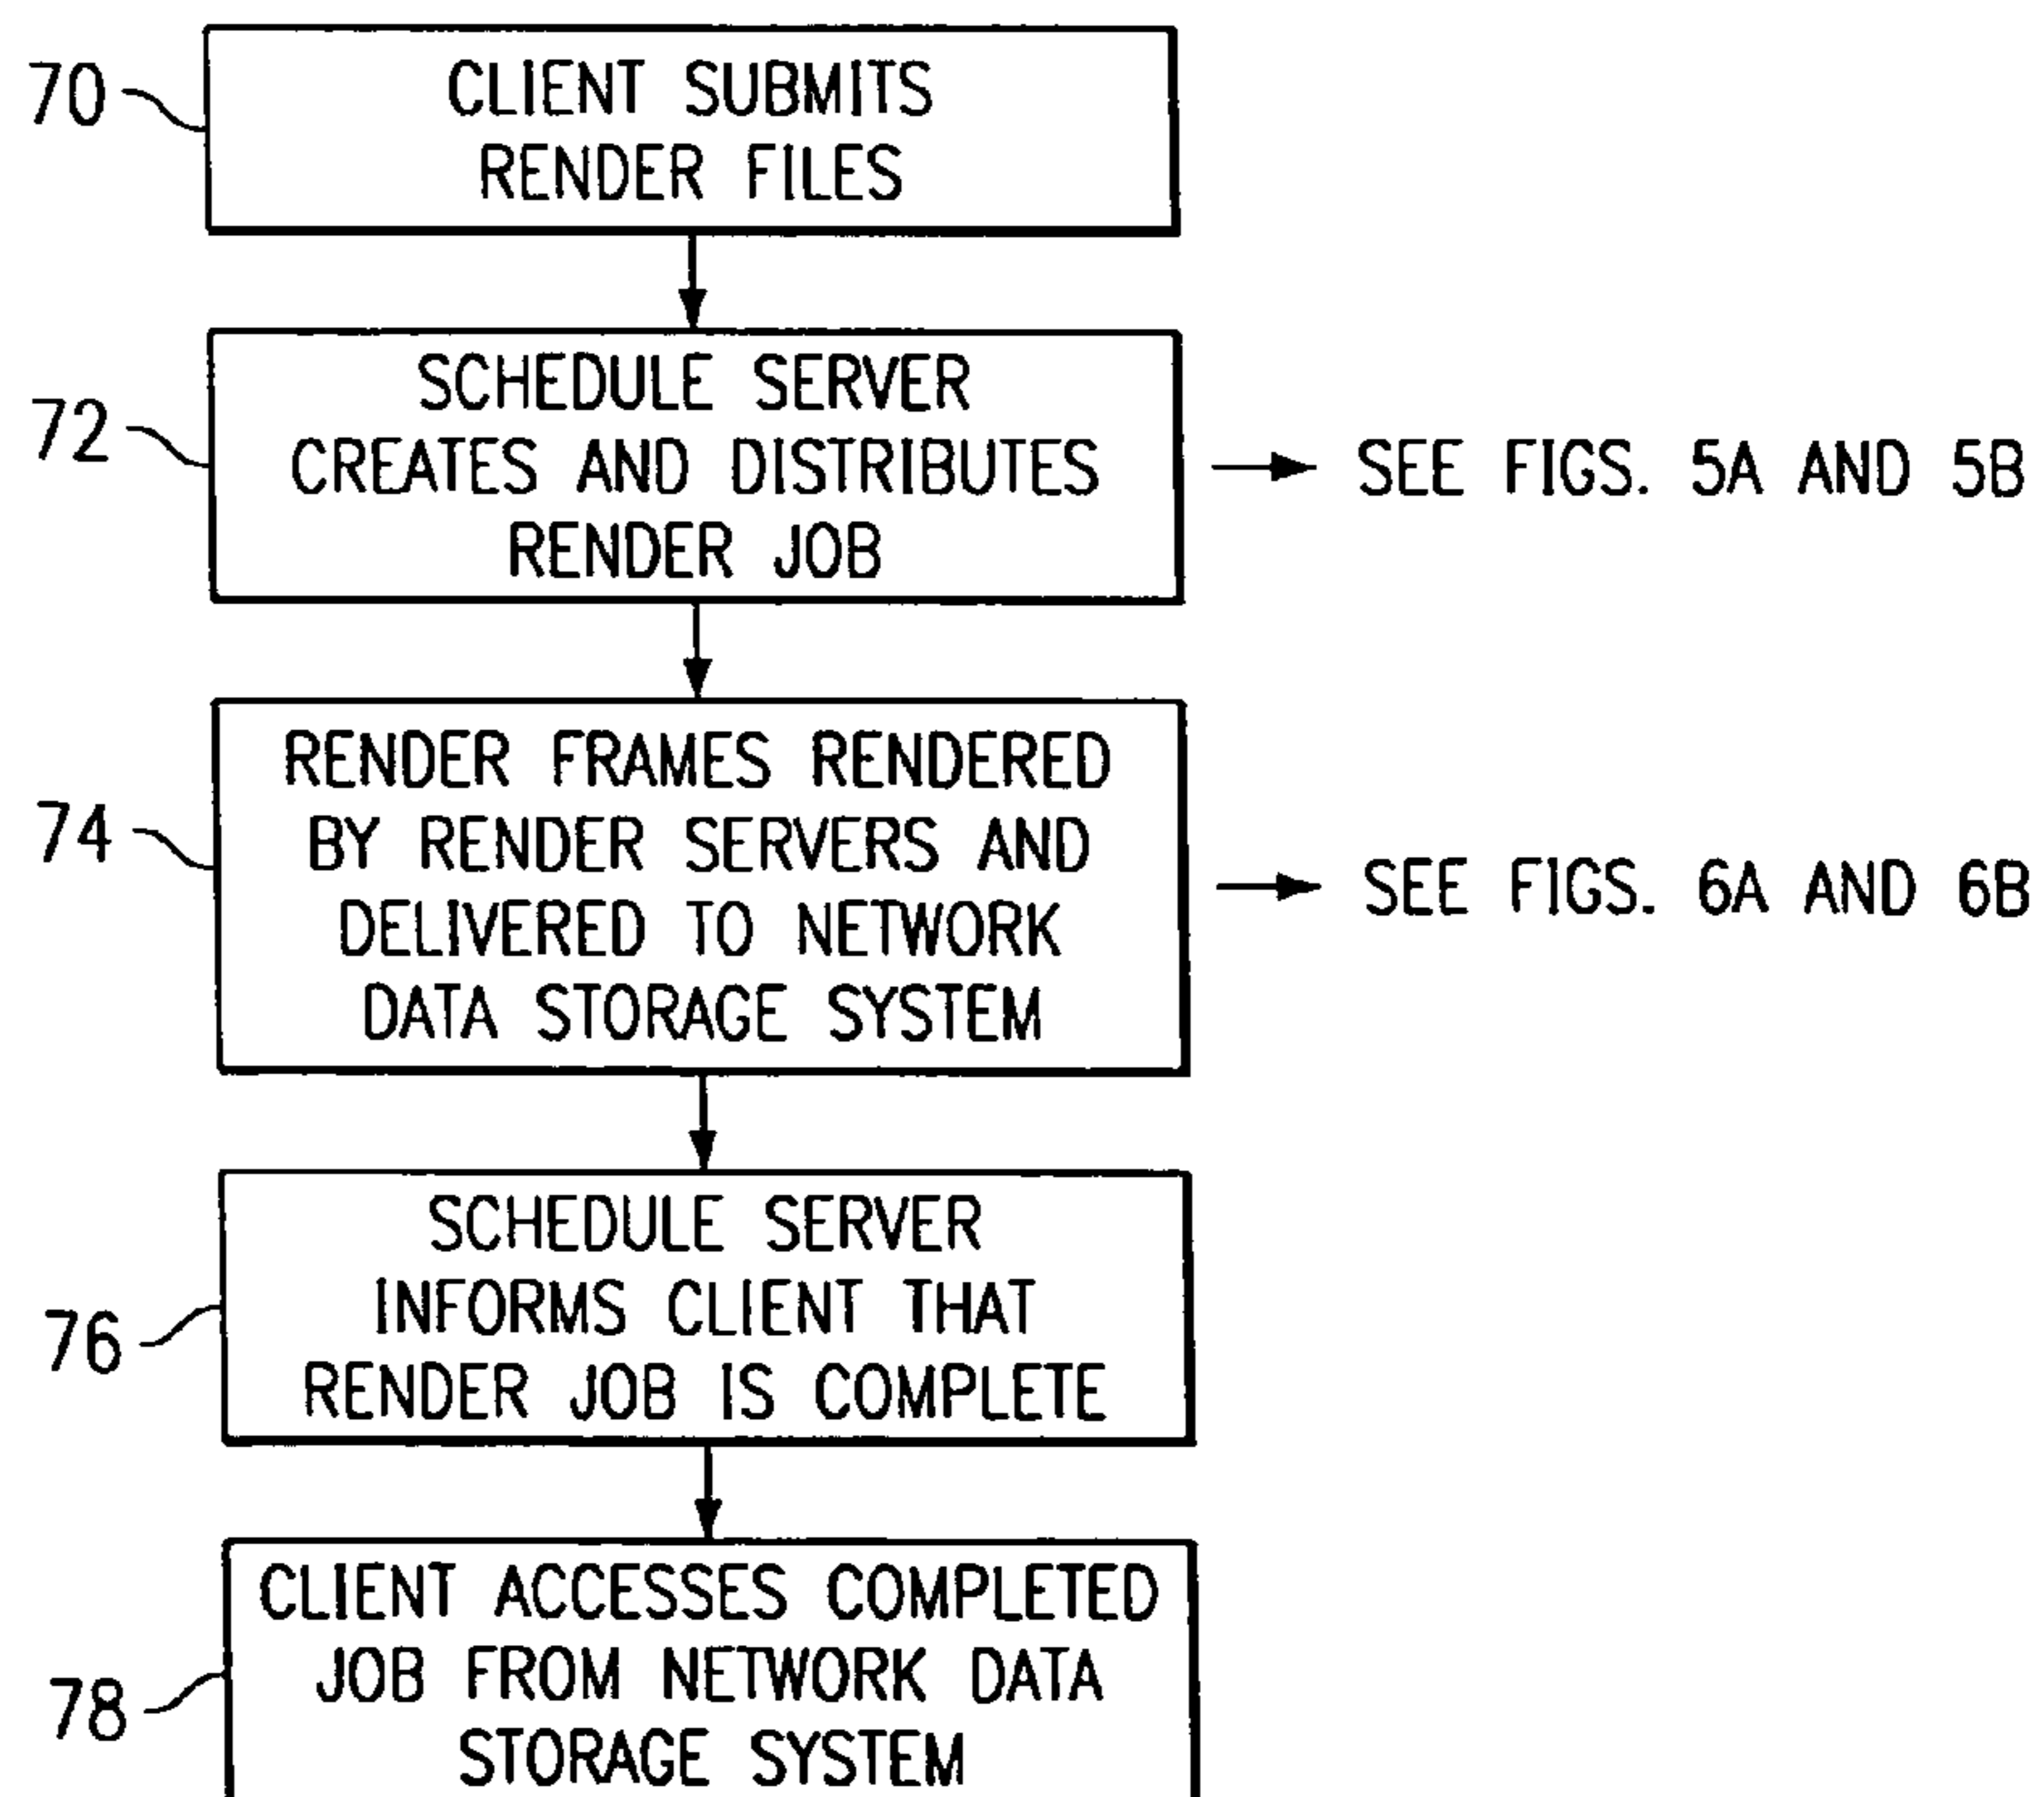 70
CLIENT SUBMITS
RENDER FILES
72
SCHEDULE SERVER
CREATES AND DISTRIBUTES
RENDER JOB
SEE FIGS. 5A AND 5B
74
RENDER FRAMES RENDERED
BY RENDER SERVERS AND
DELIVERED TO NETWORK
DATA STORAGE SYSTEM
SEE FIGS. 6A AND 6B
76
SCHEDULE SERVER
INFORMS CLIENT THAT
RENDER JOB IS COMPLETE
78
CLIENT ACCESSES COMPLETED
JOB FROM NETWORK DATA
STORAGE SYSTEM